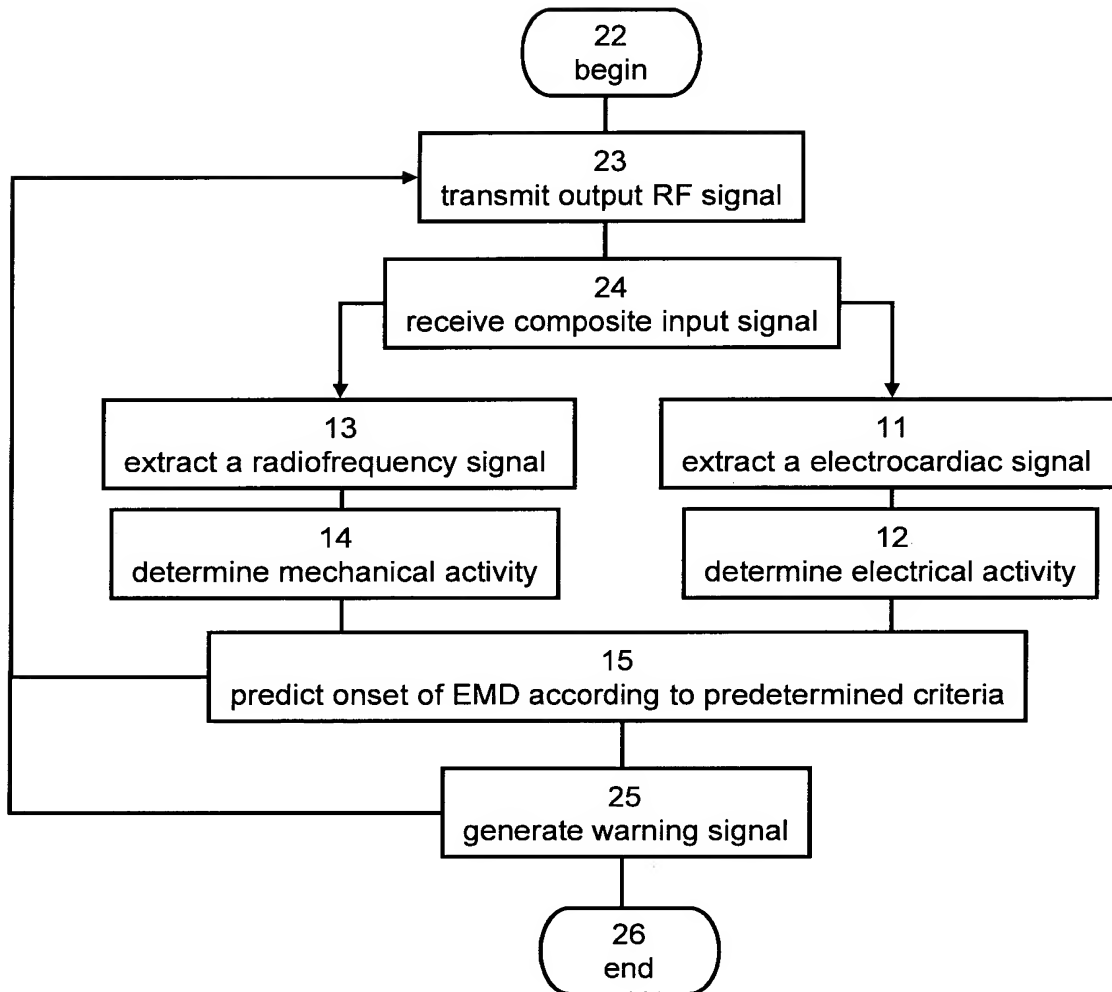 22
begin
23
transmit output RF signal
24
receive composite input signal
13
extract a radiofrequency signal
11
extract a electrocardiac signal
14
determine mechanical activity
12
determine electrical activity
15
predict onset of EMD according to predetermined criteria
25
generate warning signal
26
end